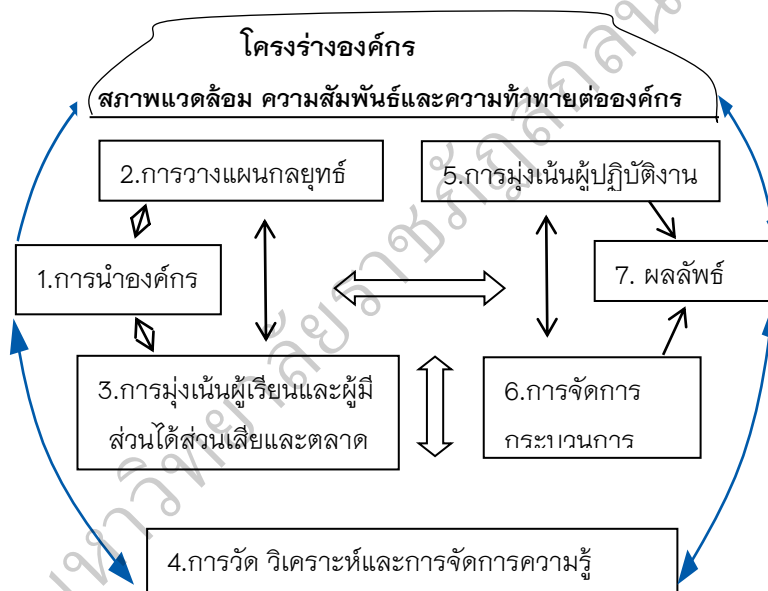 โครงร่างองค์กร
สภาพแวดล้อม ความสัมพันธ์และความท้าทายต่อองค์กร
2.การวางแผนกลยุทธ์
5.การมุ่งเน้นผู้ปฏิบัติงาน
1.การนำองค์กร
7. ผลลัพธ์
3.การมุ่งเน้นผู้เรียนและผู้มี
ส่วนได้ส่วนเสียและตลาด
6.การจัดการ
กระบวนการ
4.การวัด วิเคราะห์และการจัดการความรู้